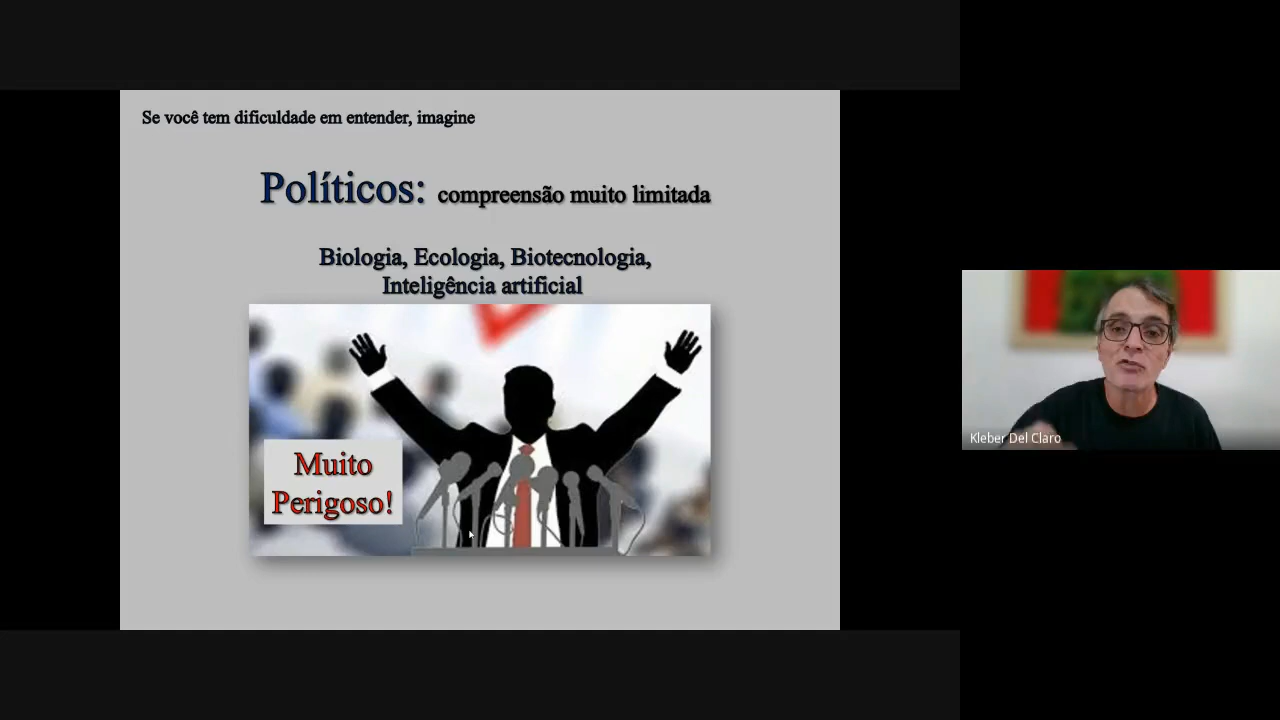 Se você tem dificuldade em entender, imagine
Políticos: compreensão muito limitada
Biologia, Ecologia, Biotecnologia,
Inteligência artificial
Muito
Perigoso!
Kleber Del Claro